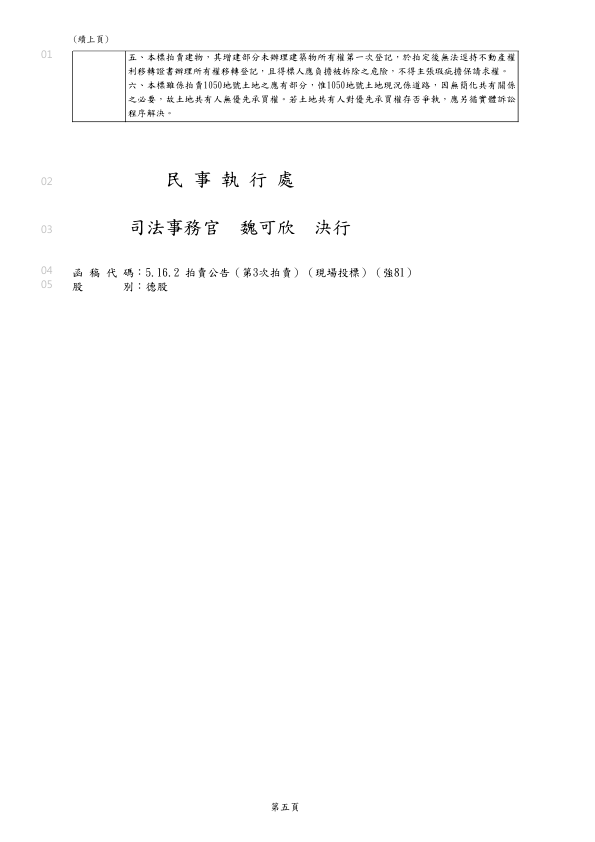 (續上頁)
01
五、本標拍賣建物，其增建部分未辦理建築物所有權第一次登記，於拍定後無法逕持不動產權
利移轉證書辦理所有權移轉登記，且得標人應負擔被拆除之危險，不得主張瑕疵擔保請求權。
六、本標雖係拍賣1050地號土地之應有部分，惟1050地號土地現況係道路，因無簡化共有關係
之必要，故土地共有人無優先承買權。若土地共有人對優先承買權存否爭執，應另循實體訴訟
程序解決。
02 民事執行處
03 司法事務官 魏可欣 決行
04 函稿代碼：5.16.2 拍賣公告（第3次拍賣）（現場投標）（強81）
05 股別：德股
第五頁